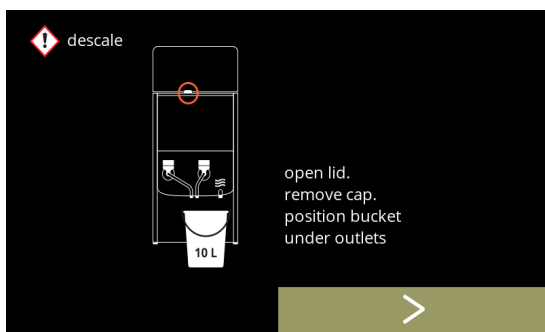 descale
open lid.
remove cap.
position bucket
under outlets
10 L